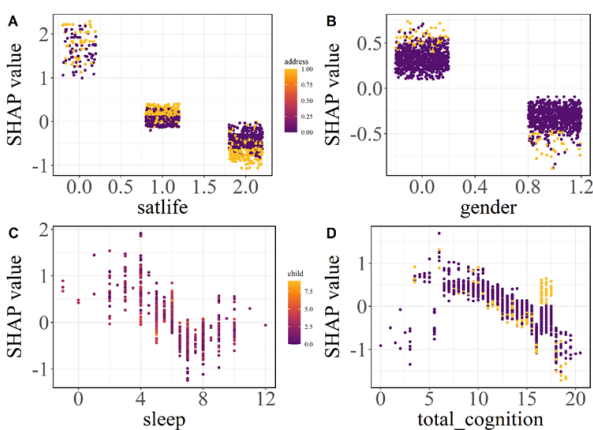 A
SHAP value
2
1
0
-1
0.0 0.5 1.0 1.5 2.0
satlife
address
1.00
0.75
0.50
0.25
0.00
B
SHAP value
0.5
0.0
-0.5
0.0 0.4 0.8 1.2
gender
C
SHAP value
2
1
0
-1
0 4 8 12
sleep
child
7.5
5.0
2.5
0.0
D
SHAP value
2
1
0
-1
0 5 10 15 20
total_cognition